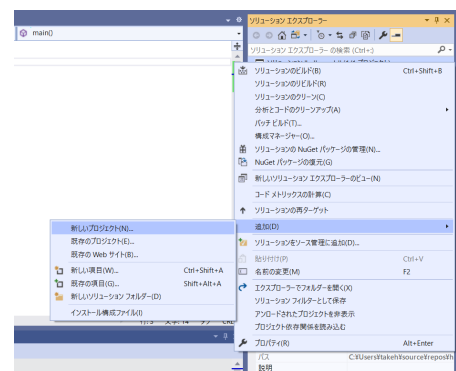 main()
ソリューション エクスプローラー
ソリューション エクスプローラー の検索 (Ctrl+:)
ソリューションのビルド(B) Ctrl+Shift+B
ソリューションのリビルド(R)
ソリューションのクリーン(C)
分析とコードのクリーンアップ(A)
バッチ ビルド(T)...
構成マネージャー(O)...
ソリューションの NuGet パッケージの管理(N)...
NuGet パッケージの復元(G)
新しいソリューション エクスプローラーのビュー(N)
コード メトリックスの計算(C)
ソリューションの再ターゲット
追加(D)
新しいプロジェクト(N)...
既存のプロジェクト(E)...
既存の Web サイト(B)...
新しい項目(W)... Ctrl+Shift+A
既存の項目(G)... Shift+Alt+A
新しいソリューション フォルダー(D)
インストール構成ファイル(I)
ソリューションをソース管理に追加(D)...
貼り付け(P) Ctrl+V
名前の変更(M) F2
エクスプローラーでフォルダーを開く(X)
ソリューション フィルターとして保存
アンロードされたプロジェクトを非表示
プロジェクト依存関係を読み込む
プロパティ(R) Alt+Enter
パス C:¥Users¥takeh¥source¥repos¥h
説明